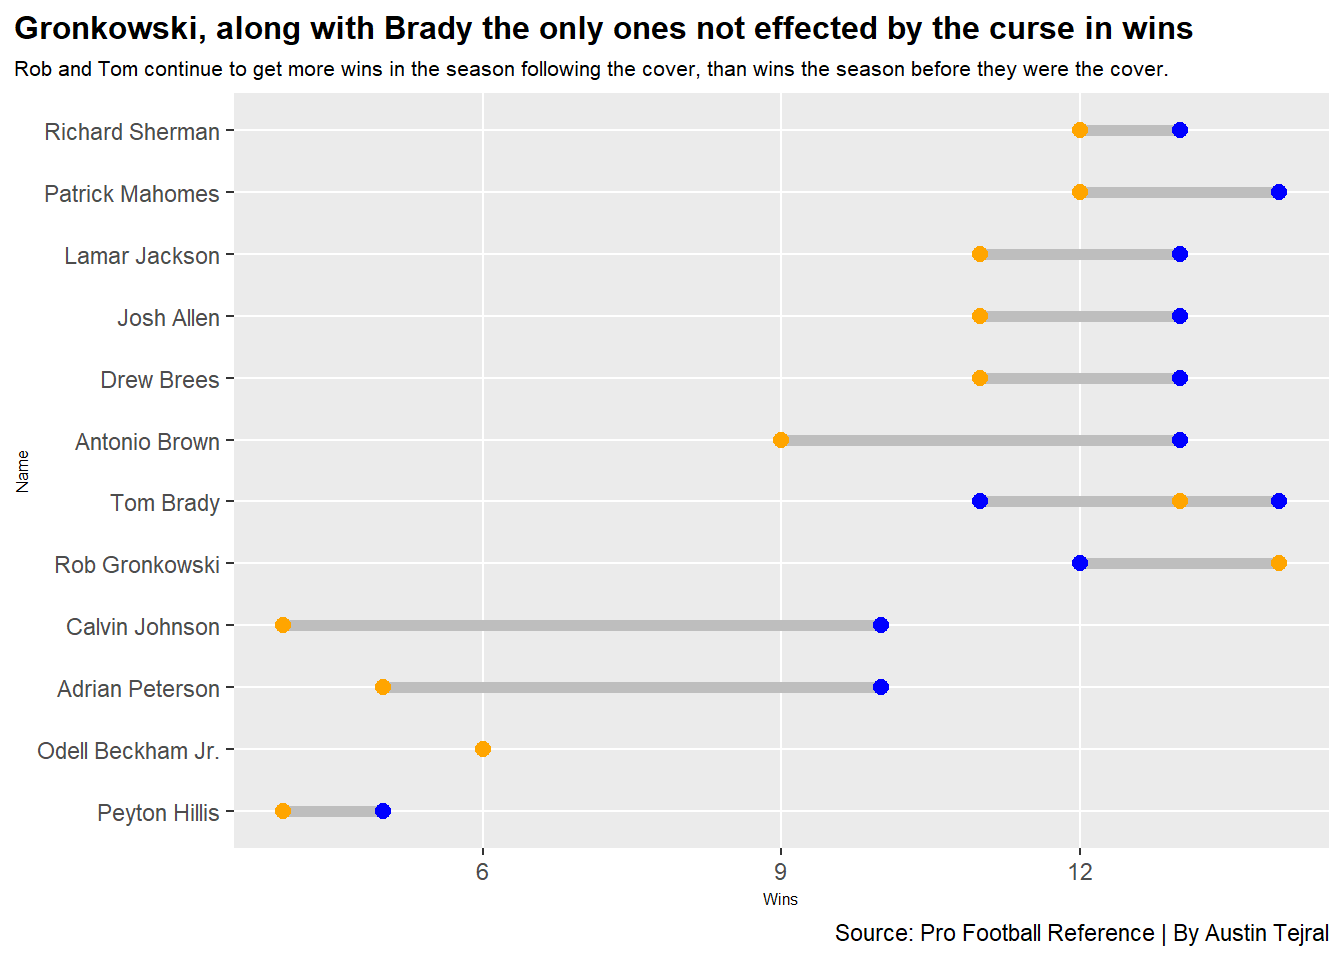 Gronkowski, along with Brady the only ones not effected by the curse in wins
Rob and Tom continue to get more wins in the season following the cover, than wins the season before they were the cover.
Richard Sherman
Patrick Mahomes
Lamar Jackson
Josh Allen
Drew Brees
Antonio Brown
Tom Brady
Rob Gronkowski
Calvin Johnson
Adrian Peterson
Odell Beckham Jr.
Peyton Hillis
Name
6 9 12
Wins
Source: Pro Football Reference | By Austin Tejral